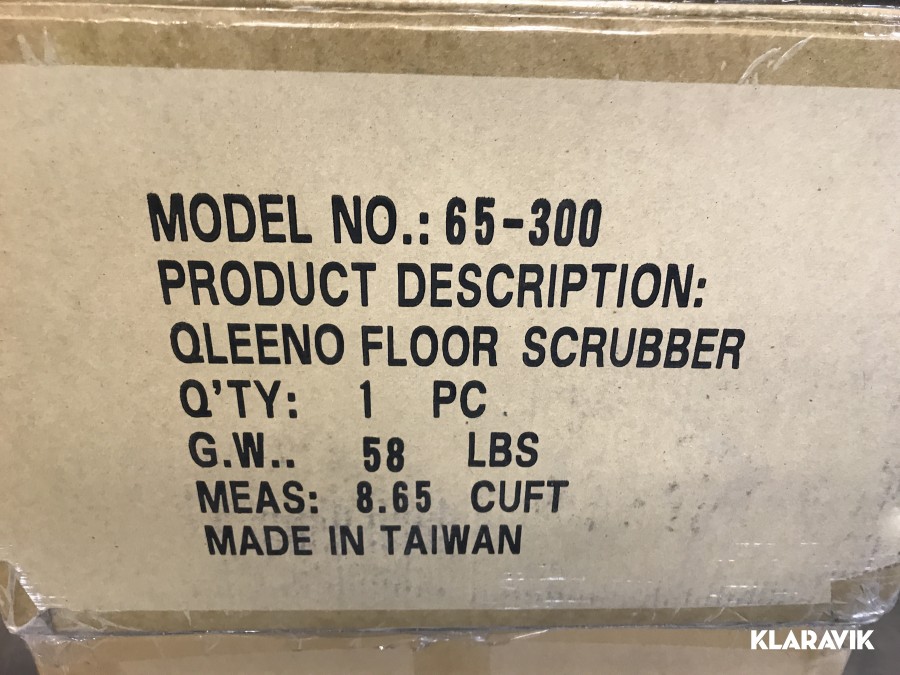 MODEL NO.: 65-300
PRODUCT DESCRIPTION:
QLEENO FLOOR SCRUBBER
Q'TY: 1 PC.
G.W.. 58 LBS
MEAS: 8.65 CUFT
MADE IN TAIWAN
KLARAVIK